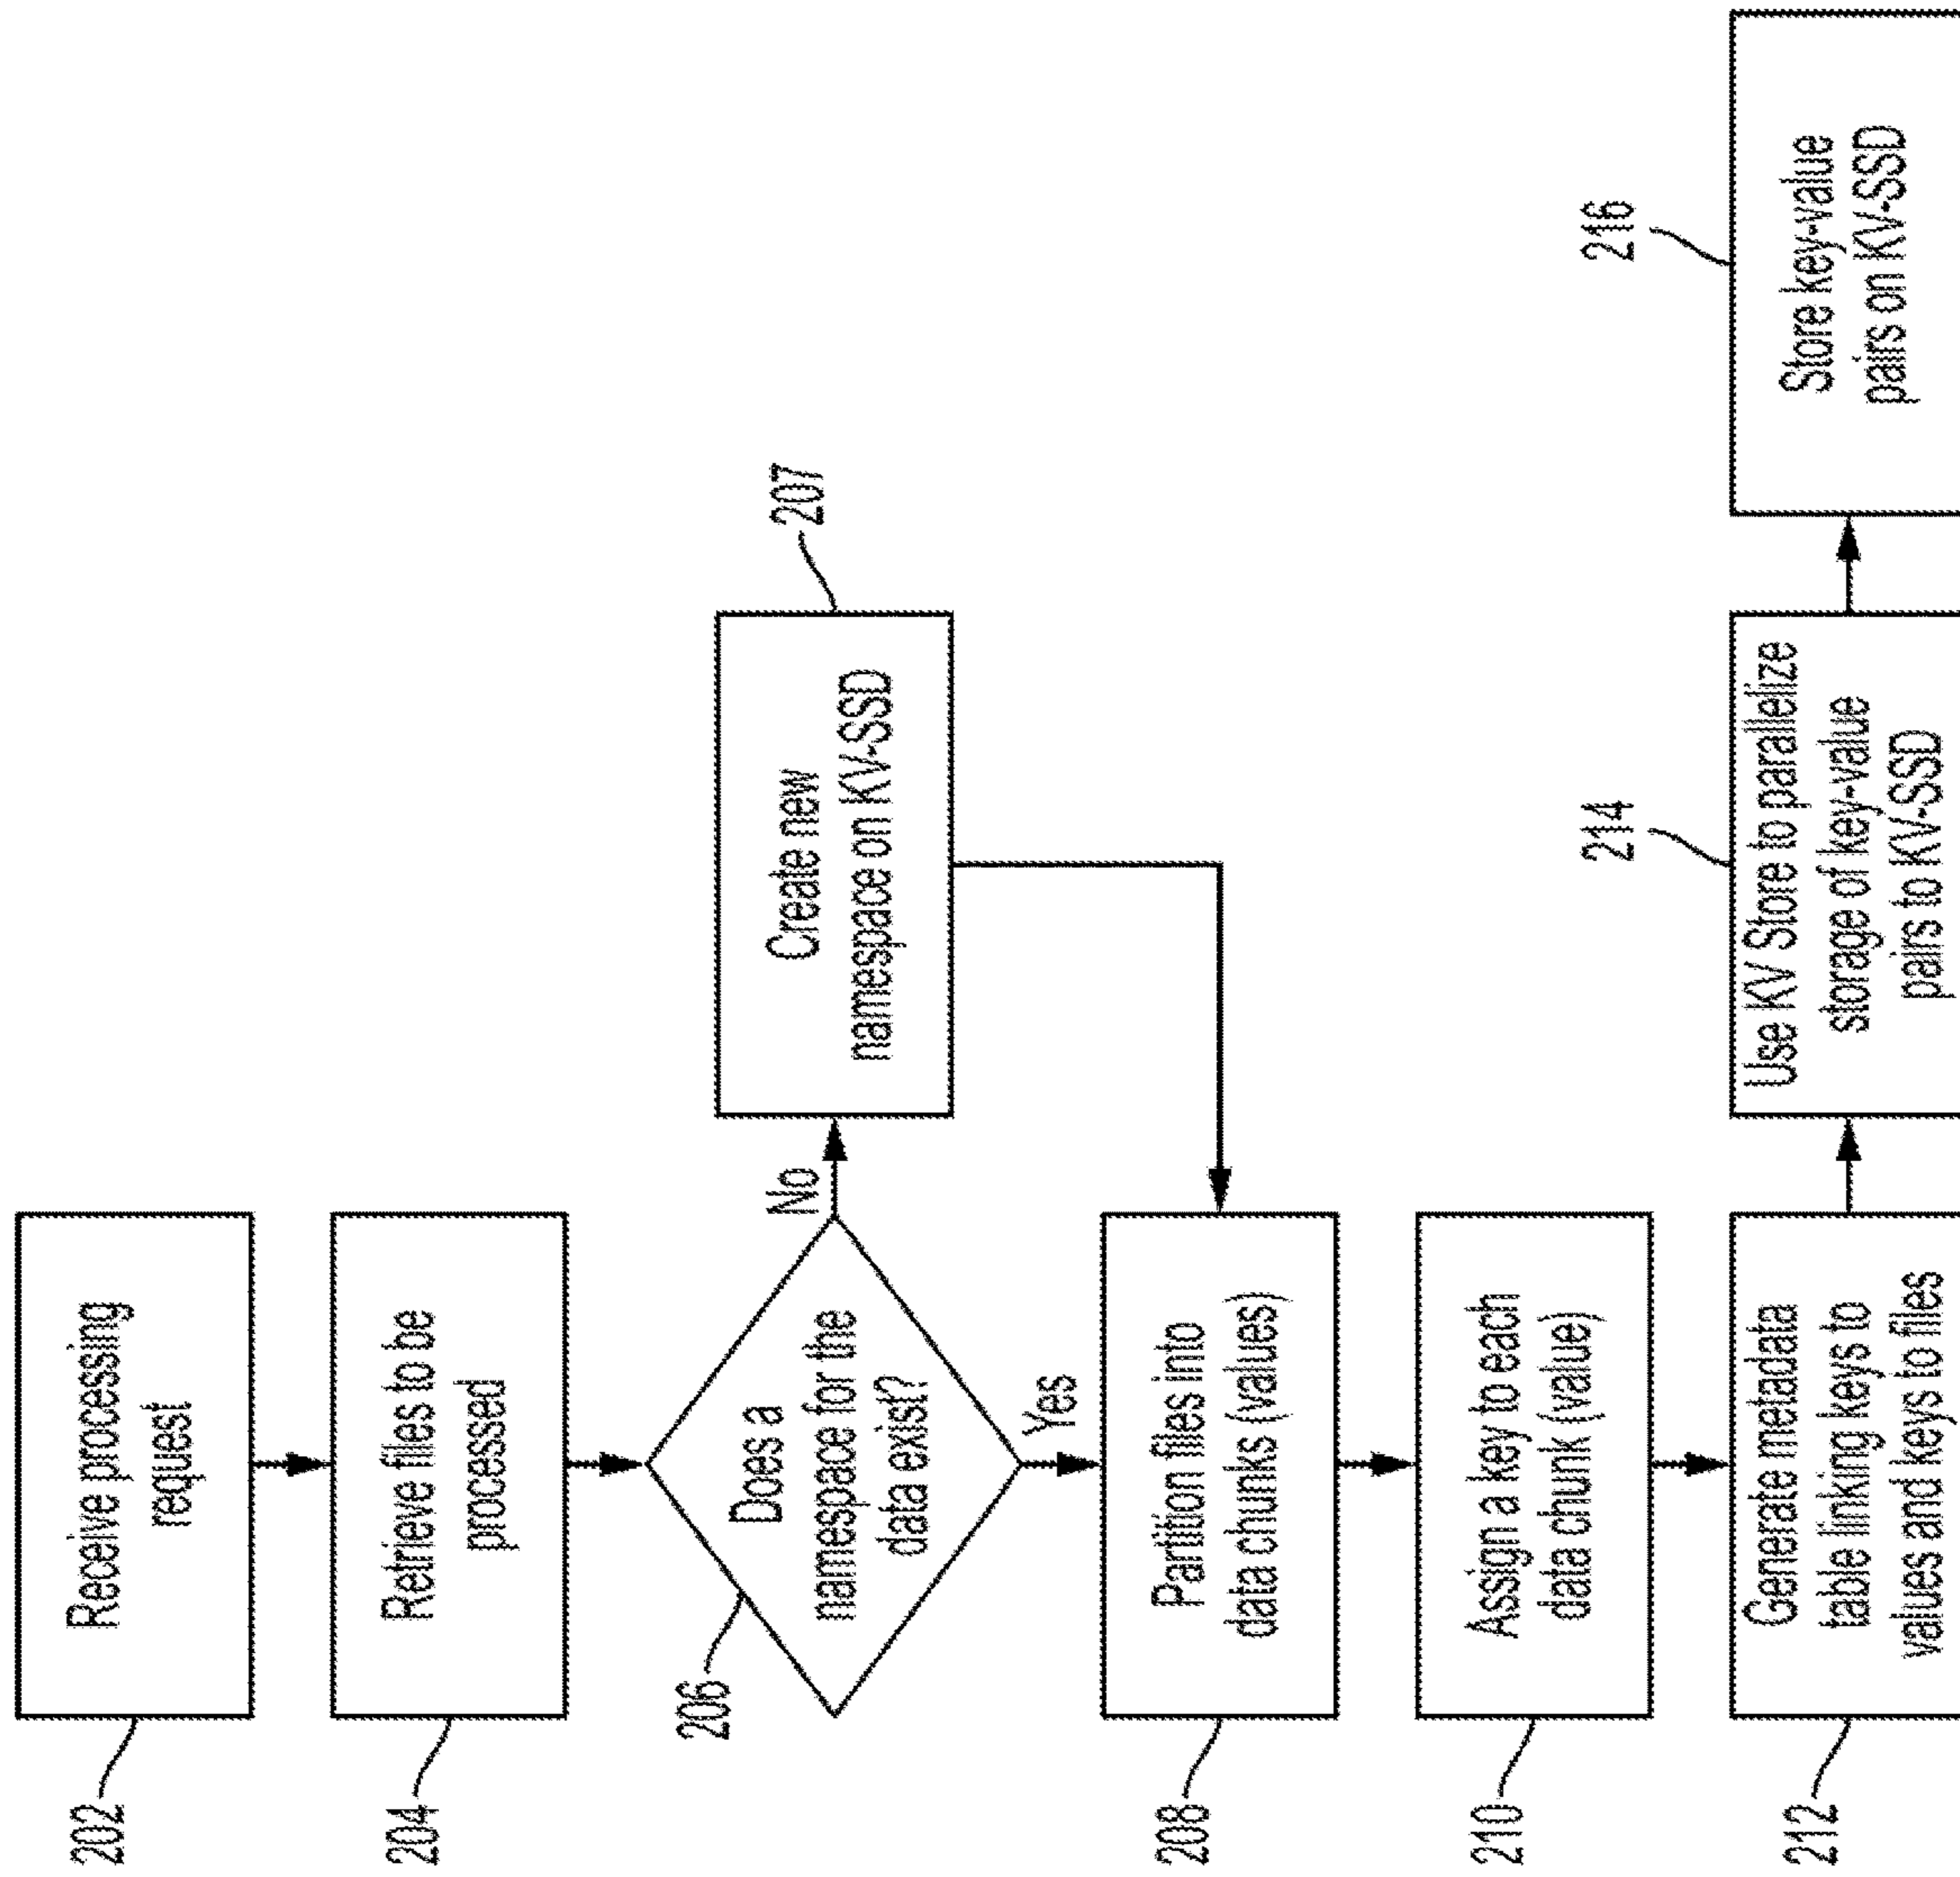 202
Receive processing
request
204
Retrieve files to be
processed
206
Does a
namespace for the
data exist?
No
207
Create new
namespace on KV-SSD
Yes
208
Partition files into
data chunks (values)
210
Assign a key to each
data chunk (value)
212
Generate metadata
table linking keys to
values and keys to files
214
Use KV Store to parallelize
storage of key-value
pairs to KV-SSD
216
Store key-value
pairs on KV-SSD